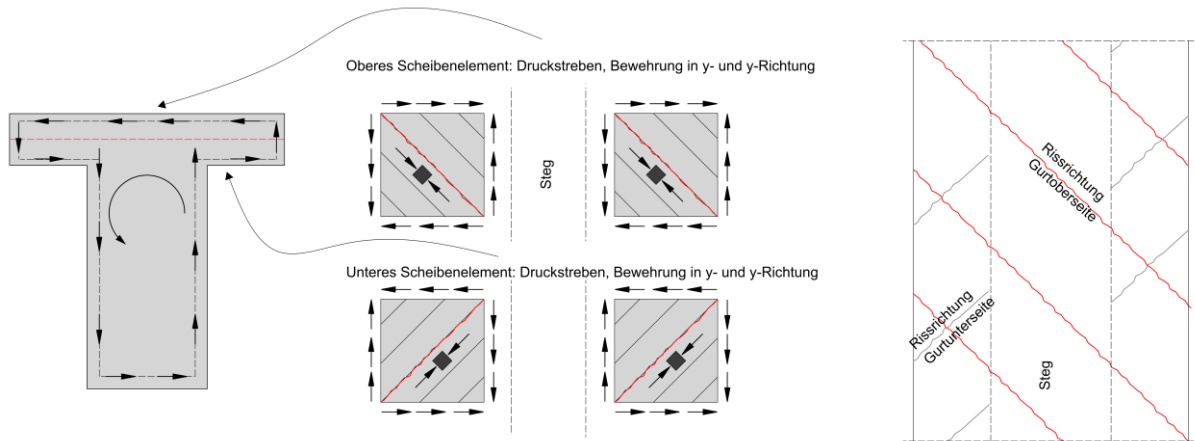 Oberes Scheibenelement: Druckstreben, Bewehrung in y- und y-Richtung
Steg
Unteres Scheibenelement: Druckstreben, Bewehrung in y- und y-Richtung
Rissrichtung
Gurtoberseite
Rissrichtung
Gurtunterseite
Steg